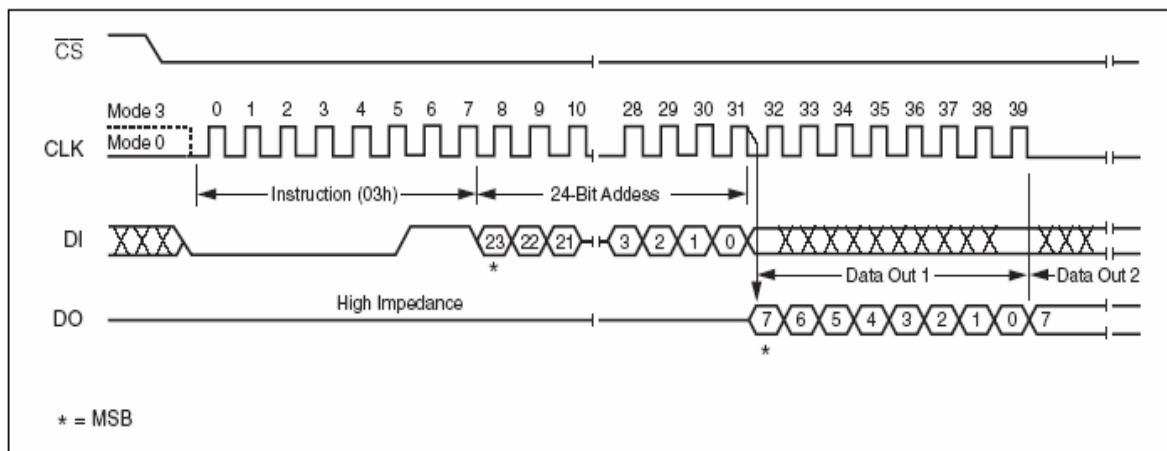 CS
0 1 2 3 4 5 6 7 8 9 10 28 29 30 31 32 33 34 35 36 37 38 39
Mode 3
Mode 0
CLK
Instruction (03h) 24-Bit Addess
DI 23 22 21 3 2 1 0
*
Data Out 1 Data Out 2
High Impedance
DO 7 6 5 4 3 2 1 0 7
*
* = MSB